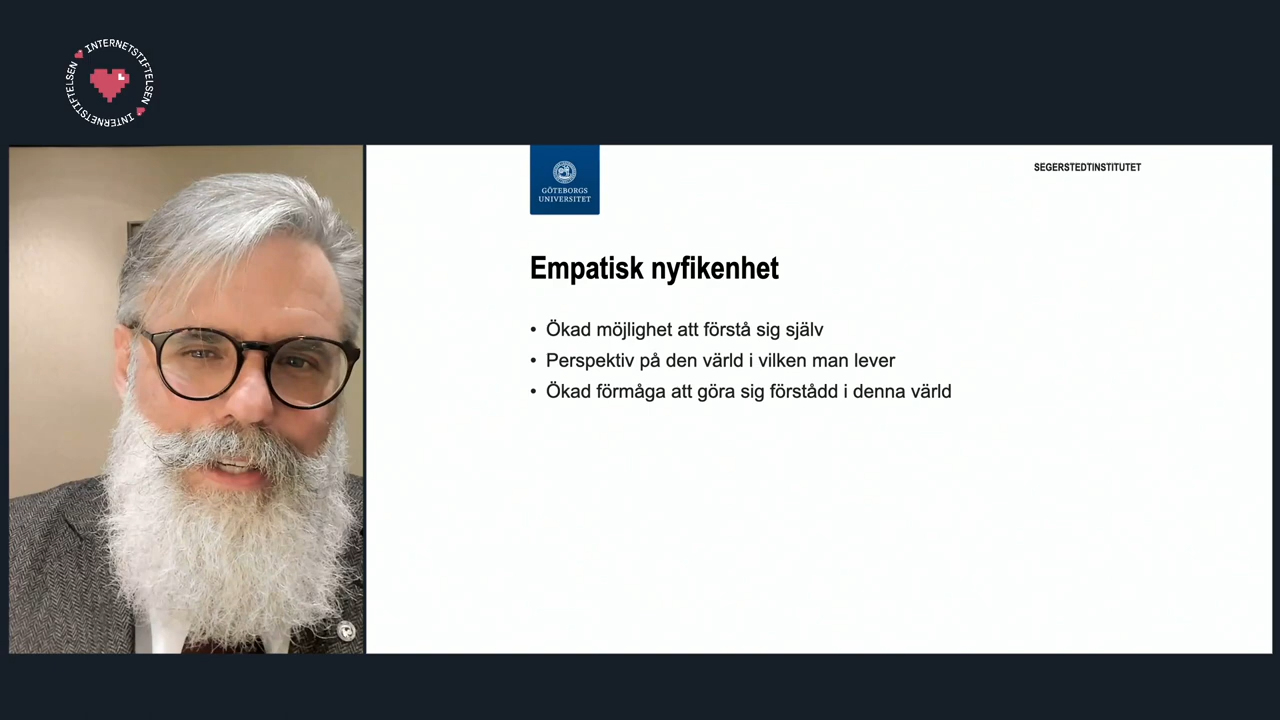 INTERNETSTIFTELSEN
INTERNETSTIFTELSEN
GÖTEBORGS
UNIVERSITET
SEGERSTEDTINSTITUTET
Empatisk nyfikenhet
• Ökad möjlighet att förstå sig själv
• Perspektiv på den värld i vilken man lever
• Ökad förmåga att göra sig förstådd i denna värld